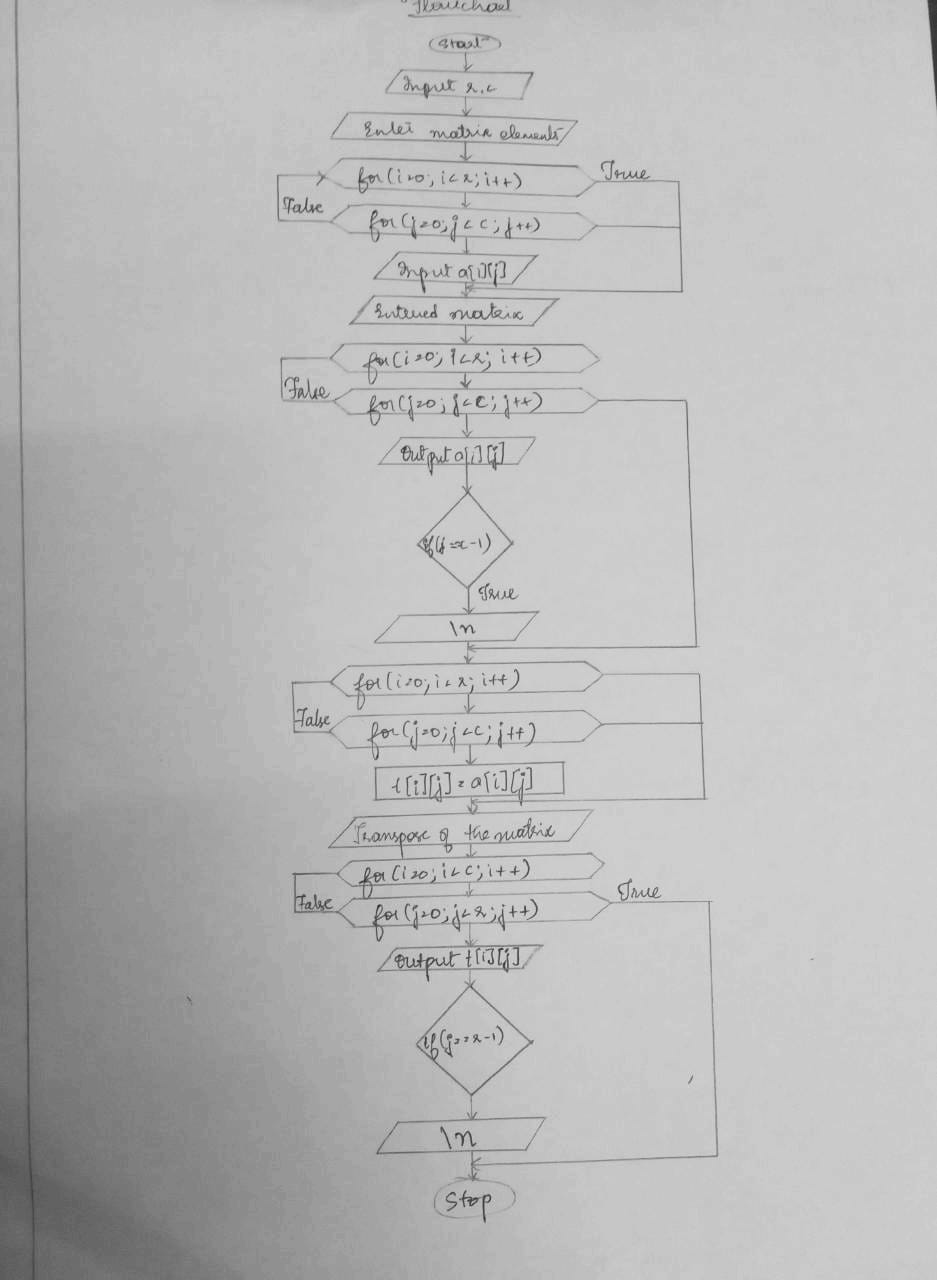 Flowchart
Start
Input r,c
Enter matrix elements
for(i=0; i<r; i++)
True
False
for(j=0; j<c; j++)
Input a[i][j]
Entered matrix
for(i=0; i<r; i++)
False
for(j=0; j<c; j++)
Output a[i][j]
True
\n
for(i=0; i<r; i++)
False
for(j=0; j<c; j++)
t[i][j] = a[i][j]
Transpose of the matrix
for(i=0; i<c; i++)
True
False
for(j=0; j<r; j++)
Output t[i][j]
if(j==r-1)
\n
Stop